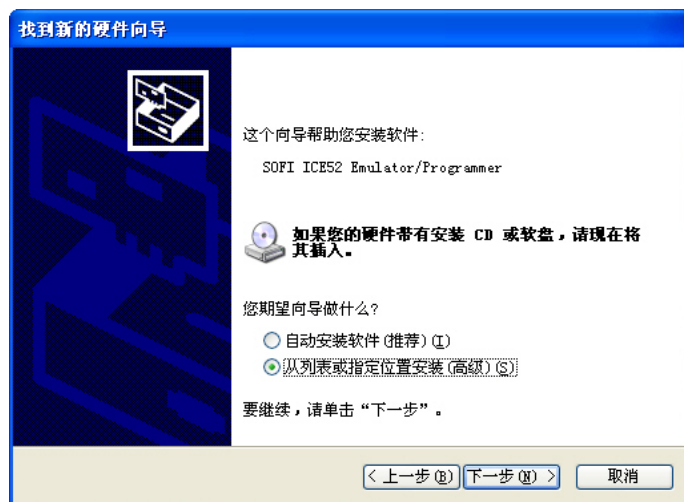 找到新的硬件向导
这个向导帮助您安装软件:
SOFI ICE52 Emulator/Programmer
如果您的硬件带有安装 CD 或软盘，请现在将
其插入。
您期望向导做什么?
自动安装软件(推荐)(I)
从列表或指定位置安装(高级)(S)
要继续，请单击“下一步”。
< 上一步(B) 下一步(N) > 取消